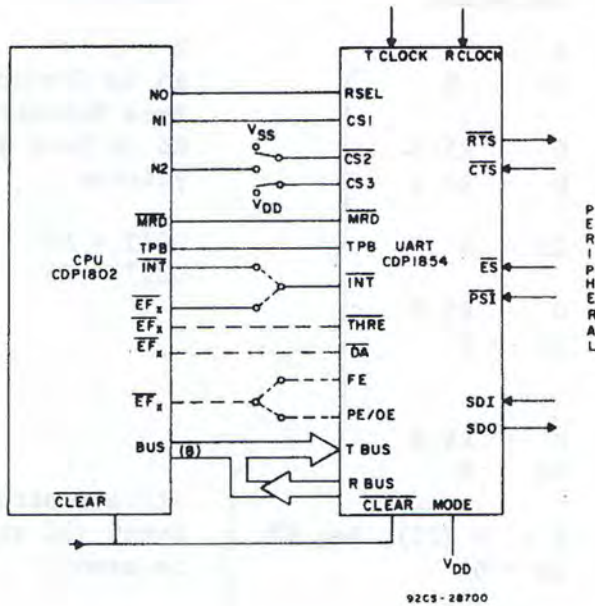 T CLOCK R CLOCK
N0 RSEL
N1 CS1
VSS
RTS
N2 CS2
CTS
CS3
VDD
MRD MRD
TPB TPB UART
CPU CDP1854
CDP1802
INT INT
ES
PSI
EFx
EFx THRE
EFx DA
FE
EFx
PE/OE
SDI
SDO
BUS (8) T BUS
R BUS
CLEAR CLEAR MODE
VDD
PERIPHERAL
92CS-28700